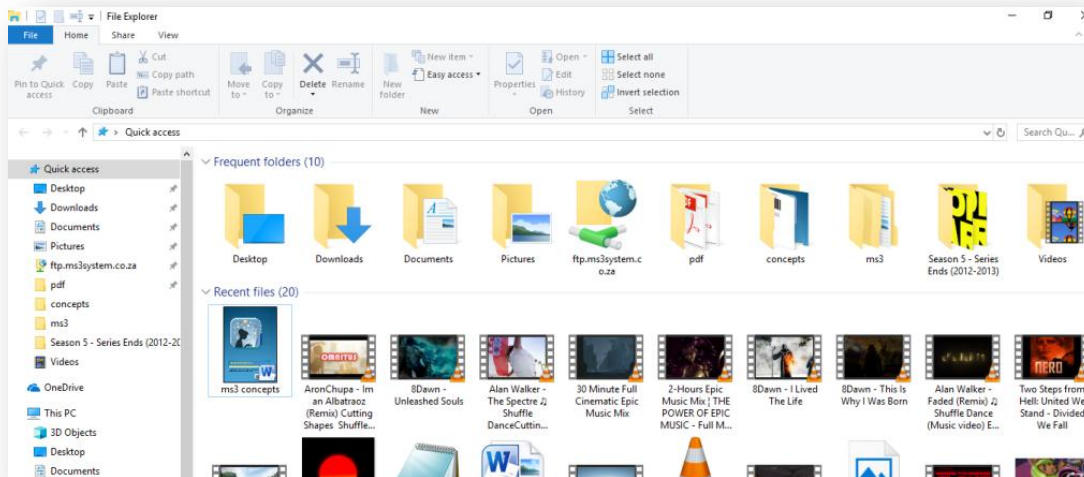 File Explorer
File Home Share View
Pin to Quick access
Copy
Paste
Cut
Copy path
Paste shortcut
Clipboard
Move to
Copy to
Delete
Rename
Organize
New folder
New item
Easy access
New
Properties
Open
Edit
History
Open
Select all
Select none
Invert selection
Select
Quick access
Search Qu...
Quick access
Desktop
Downloads
Documents
Pictures
ftp.ms3system.co.za
pdf
concepts
ms3
Season 5 - Series Ends (2012-20
Videos
OneDrive
This PC
3D Objects
Desktop
Documents
Frequent folders (10)
Desktop
Downloads
Documents
Pictures
ftp.ms3system.c
o.za
pdf
concepts
ms3
Season 5 - Series
Ends (2012-2013)
Videos
Recent files (20)
ms3 concepts
OMNITUS
AronChupa - Im
an Albatraoz
(Remix) Cutting
Shapes Shuffle...
8Dawn -
Unleashed Souls
Alan Walker -
The Spectre ♫
Shuffle
DanceCuttin...
30 Minute Full
Cinematic Epic
Music Mix
2-Hours Epic
Music Mix ¦ THE
POWER OF EPIC
MUSIC - Full M...
8Dawn - I Lived
The Life
8Dawn - This Is
Why I Was Born
Alan Walker -
Faded (Remix) ♫
Shuffle Dance
(Music video) E...
NERO
Two Steps from
Hell: United We
Stand - Divided
We Fall